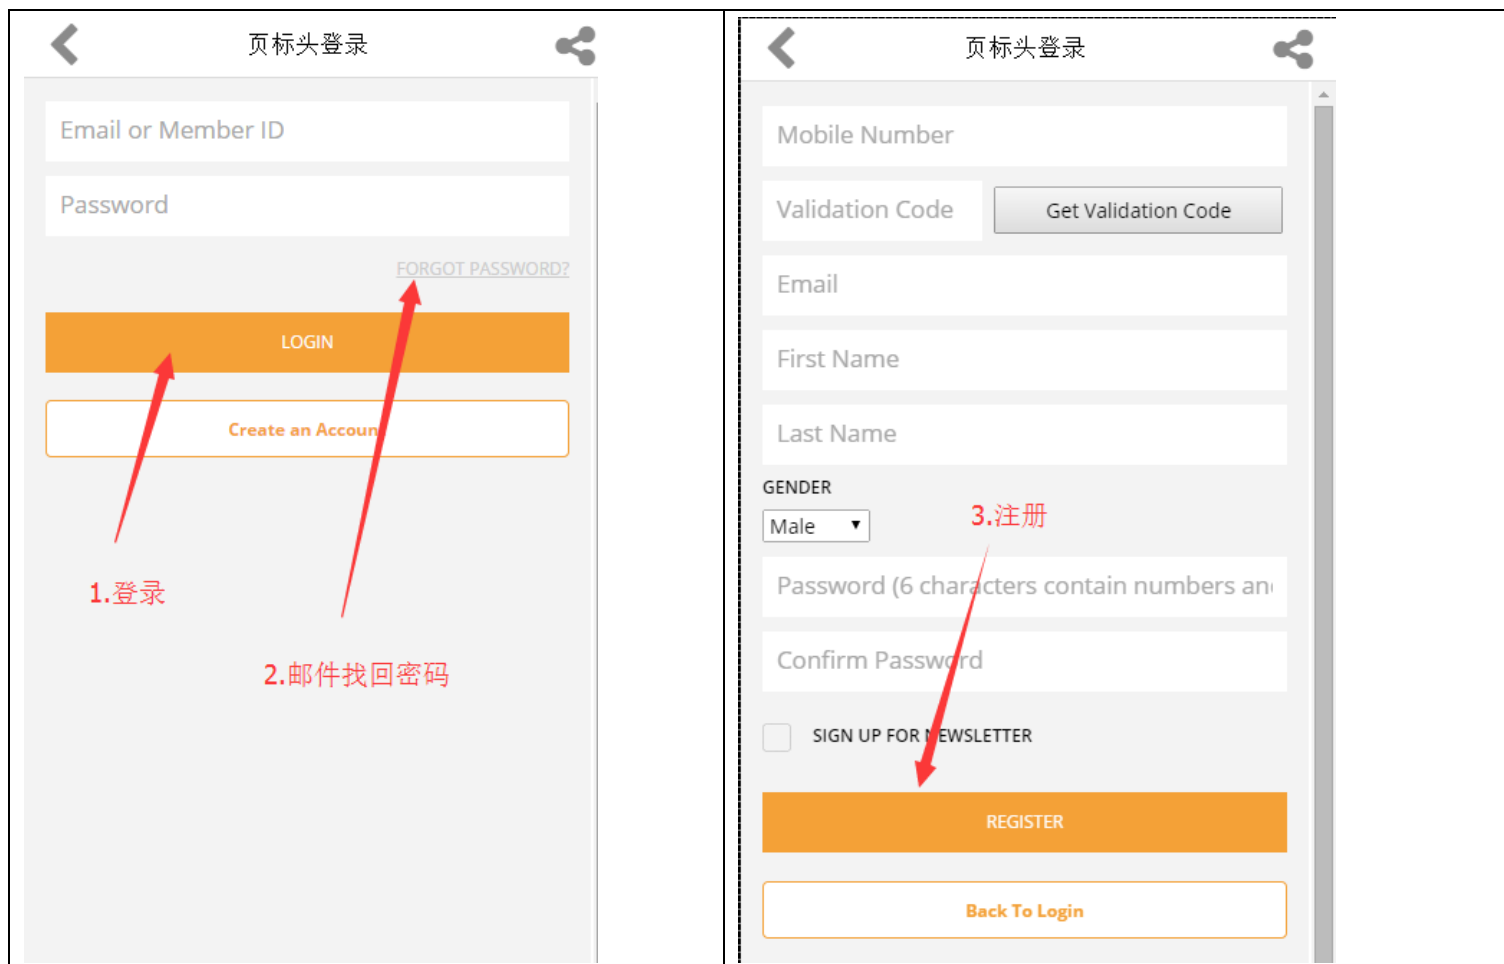 页标头登录
Email or Member ID
Password
FORGOT PASSWORD?
LOGIN
Create an Accoun
1.登录
2.邮件找回密码
页标头登录
Mobile Number
Validation Code
Get Validation Code
Email
First Name
Last Name
GENDER
Male
3.注册
Password (6 characters contain numbers an
Confirm Password
SIGN UP FOR NEWSLETTER
REGISTER
Back To Login